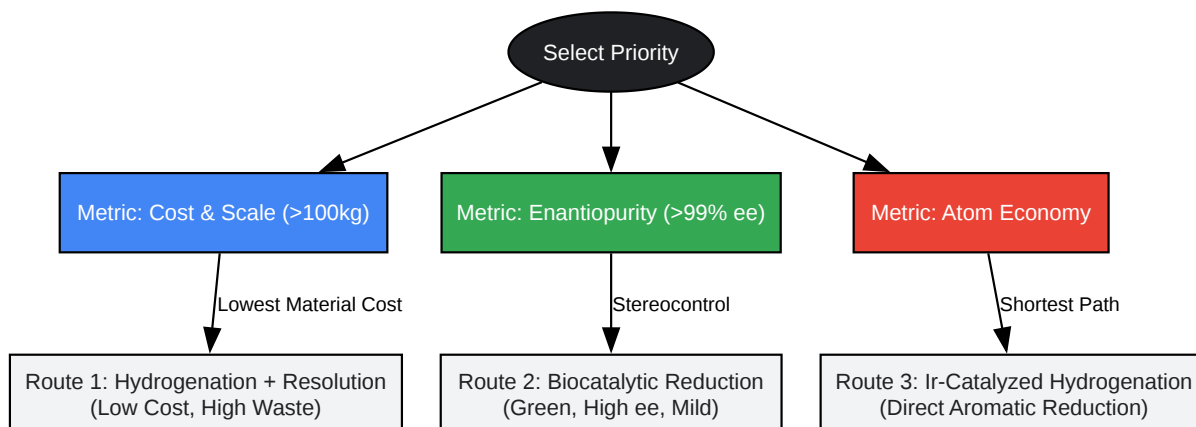 Select Priority
Metric: Cost & Scale (>100kg)
Metric: Enantiopurity (>99% ee)
Metric: Atom Economy
Lowest Material Cost
Stereocontrol
Shortest Path
Route 1: Hydrogenation + Resolution
(Low Cost, High Waste)
Route 2: Biocatalytic Reduction
(Green, High ee, Mild)
Route 3: Ir-Catalyzed Hydrogenation
(Direct Aromatic Reduction)